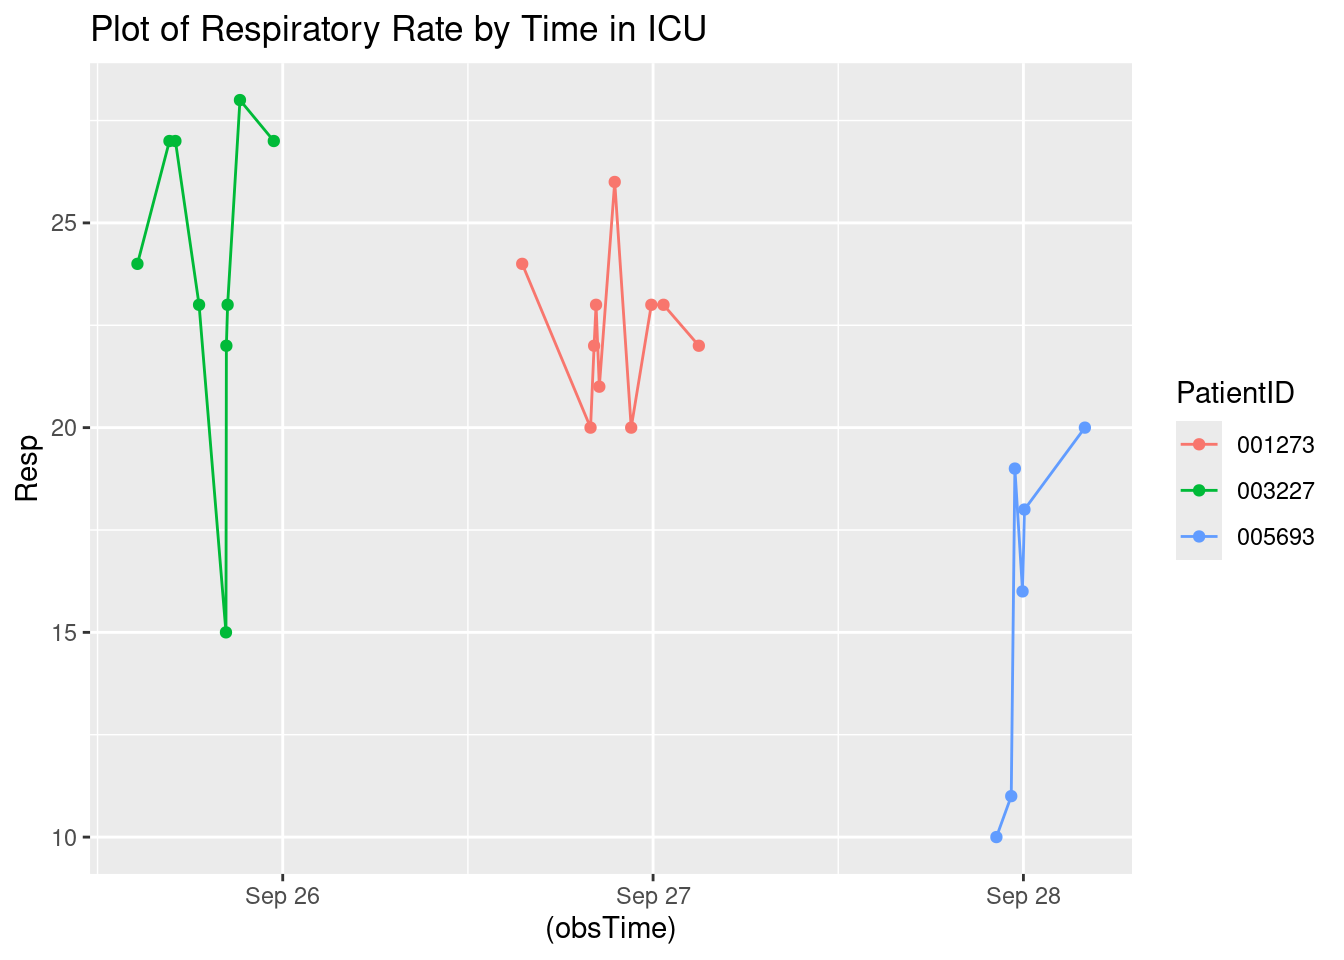 Plot of Respiratory Rate by Time in ICU
25
20
15
10
Resp
Sep 26
Sep 27
Sep 28
(obsTime)
PatientID
001273
003227
005693